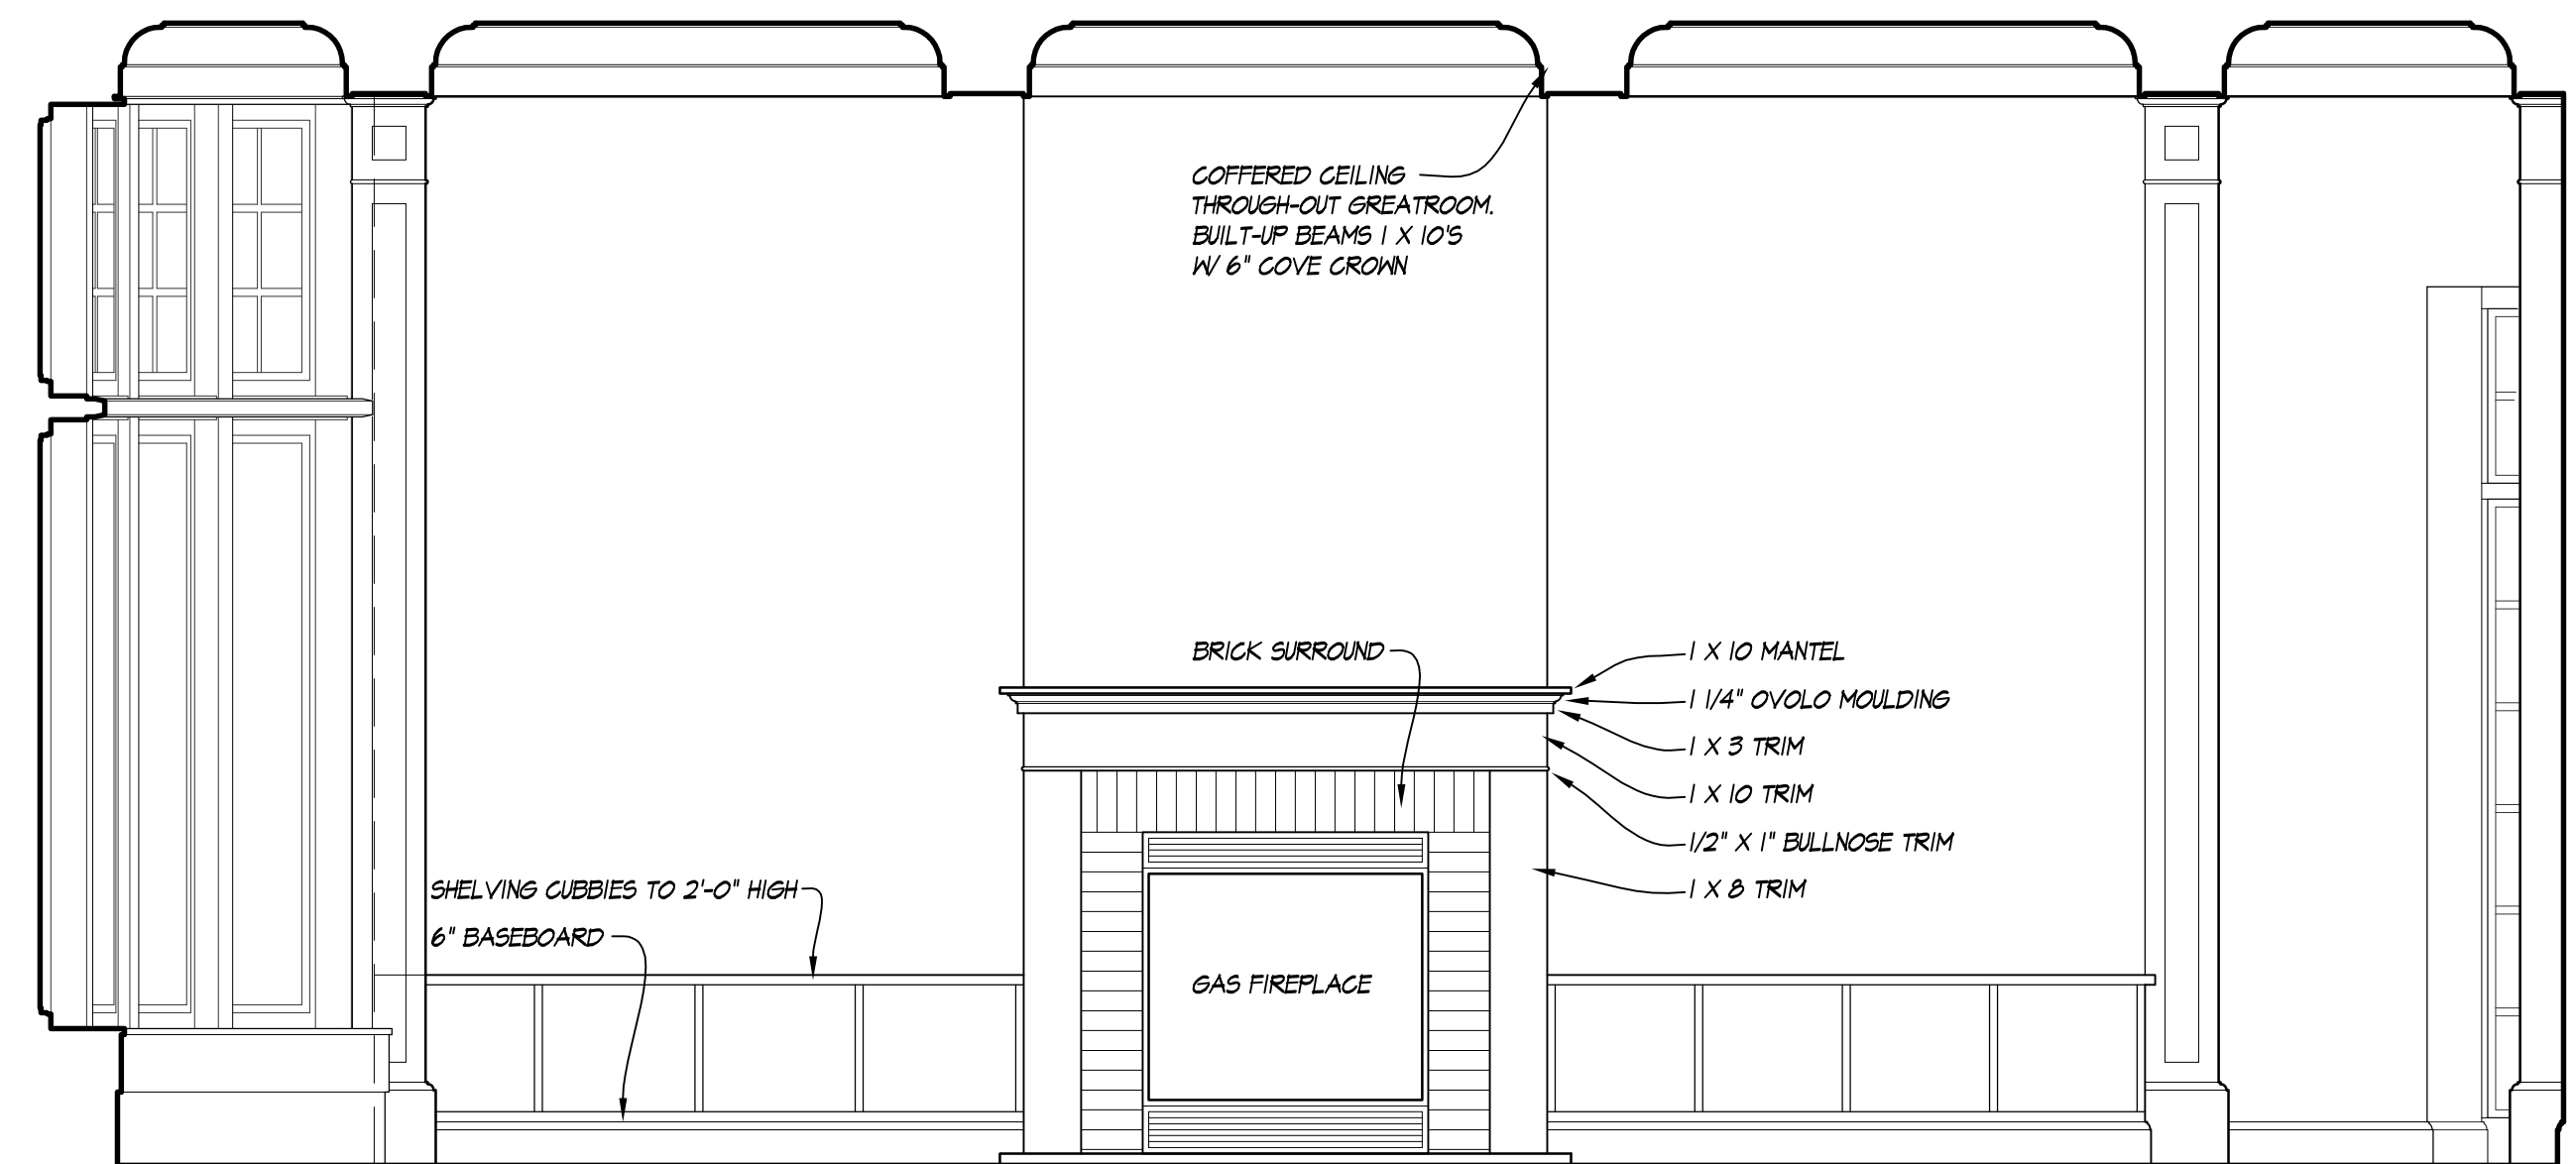 COFFERED CEILING
THROUGH-OUT GREATROOM.
BUILT-UP BEAMS 1 X 10'S
W/ 6" COVE CROWN
BRICK SURROUND
1 X 10 MANTEL
1 1/4" OVOLO MOULDING
1 X 3 TRIM
1 X 10 TRIM
1/2" X 1" BULLNOSE TRIM
1 X 8 TRIM
SHELVING CUBBIES TO 2'-0" HIGH
6" BASEBOARD
GAS FIREPLACE